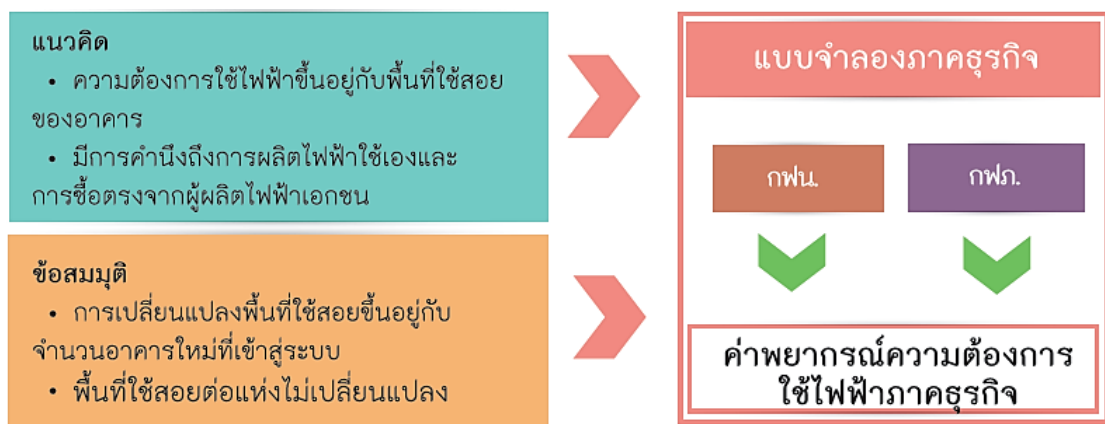 แนวคิด
• ความต้องการใช้ไฟฟ้าขึ้นอยู่กับพื้นที่ใช้สอย
ของอาคาร
• มีการคำนึงถึงการผลิตไฟฟ้าใช้เองและ
การซื้อตรงจากผู้ผลิตไฟฟ้าเอกชน
ข้อสมมุติ
• การเปลี่ยนแปลงพื้นที่ใช้สอยขึ้นอยู่กับ
จำนวนอาคารใหม่ที่เข้าสู่ระบบ
• พื้นที่ใช้สอยต่อแห่งไม่เปลี่ยนแปลง
แบบจำลองภาคธุรกิจ
กฟน.
กฟภ.
ค่าพยากรณ์ความต้องการ
ใช้ไฟฟ้าภาคธุรกิจ